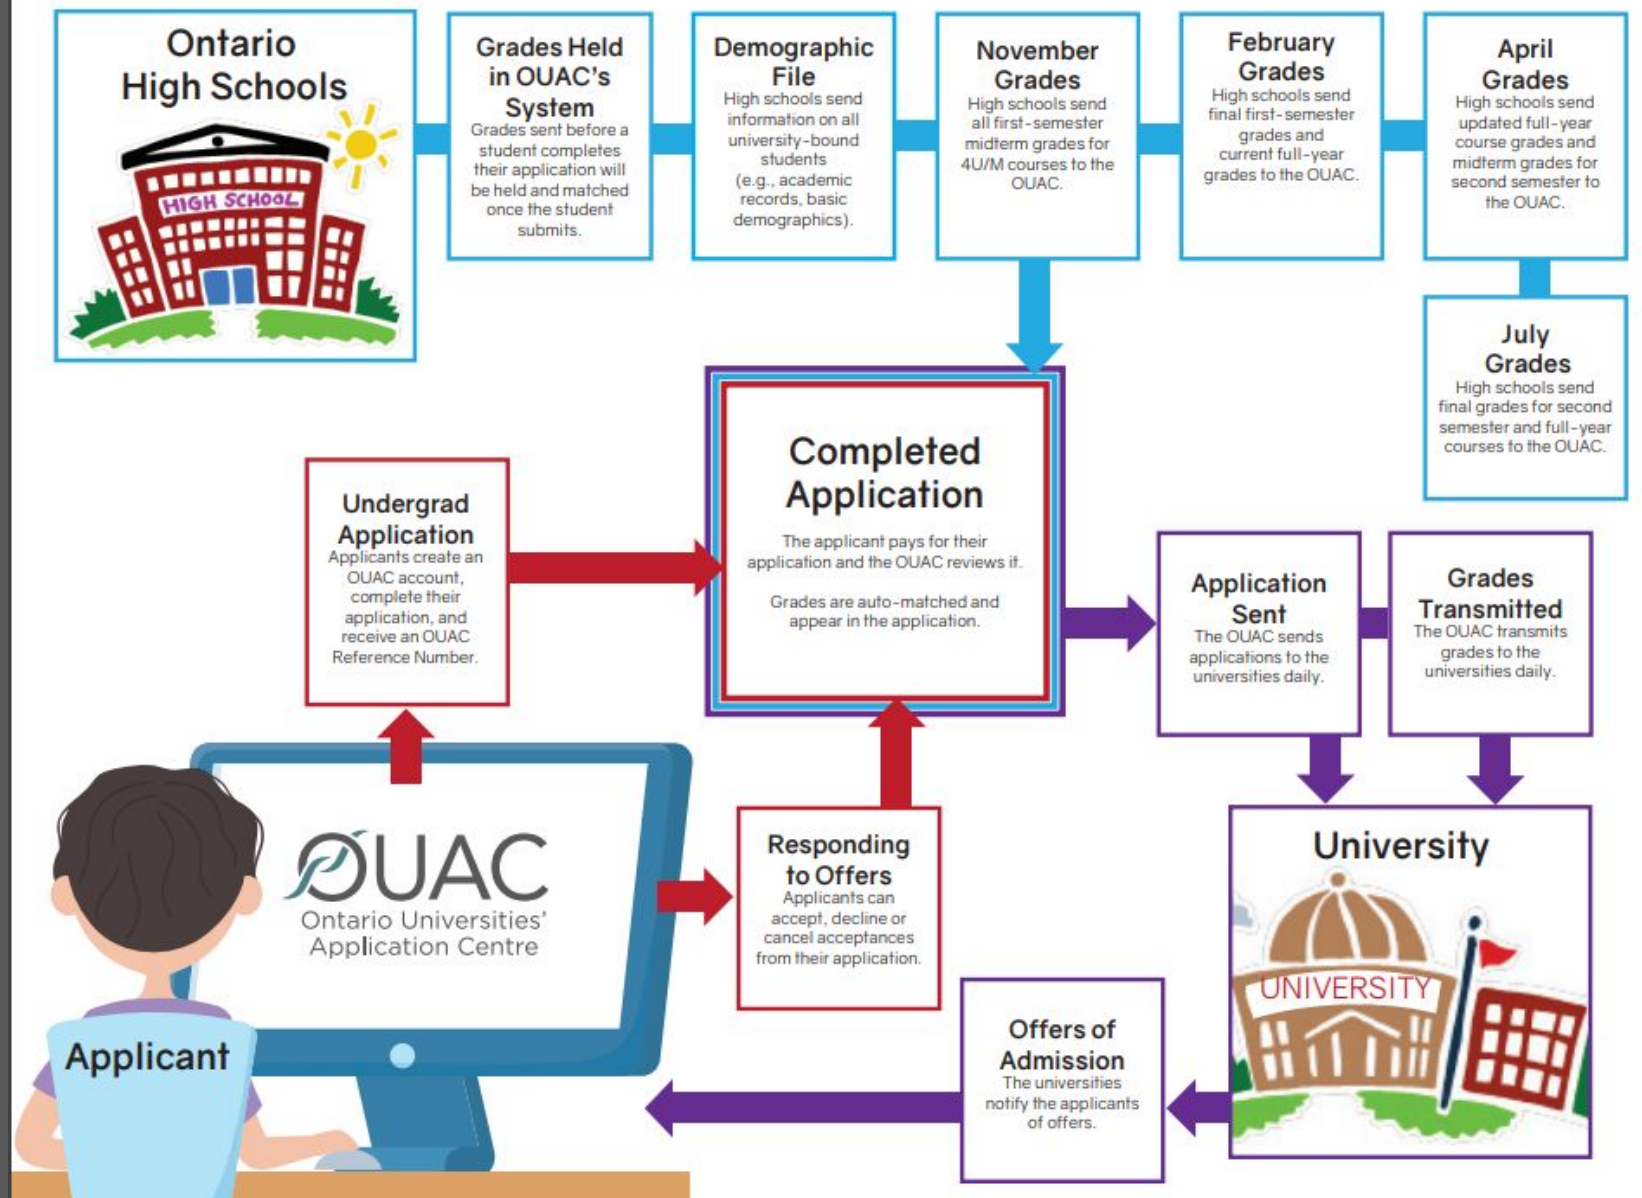 Ontario
High Schools
HIGH SCHOOL
Grades Held
in OUAC's
System
Grades sent before a
student completes
their application will
be held and matched
once the student
submits.
Demographic
File
High schools send
information on all
university-bound
students
(e.g., academic
records, basic
demographics).
November
Grades
High schools send
all first-semester
midterm grades for
4U/M courses to the
OUAC.
February
Grades
High schools send
final first-semester
grades and
current full-year
grades to the OUAC.
April
Grades
High schools send
updated full-year
course grades and
midterm grades for
second semester to
the OUAC.
July
Grades
High schools send
final grades for second
semester and full-year
courses to the OUAC.
Undergrad
Application
Applicants create an
OUAC account,
complete their
application, and
receive an OUAC
Reference Number.
Completed
Application
The applicant pays for their
application and the OUAC reviews it.
Grades are auto-matched and
appear in the application.
Application
Sent
The OUAC sends
applications to the
universities daily.
Grades
Transmitted
The OUAC transmits
grades to the
universities daily.
OUAC
Ontario Universities'
Application Centre
Applicant
Responding
to Offers
Applicants can
accept, decline or
cancel acceptances
from their application.
University
UNIVERSITY
Offers of
Admission
The universities
notify the applicants
of offers.